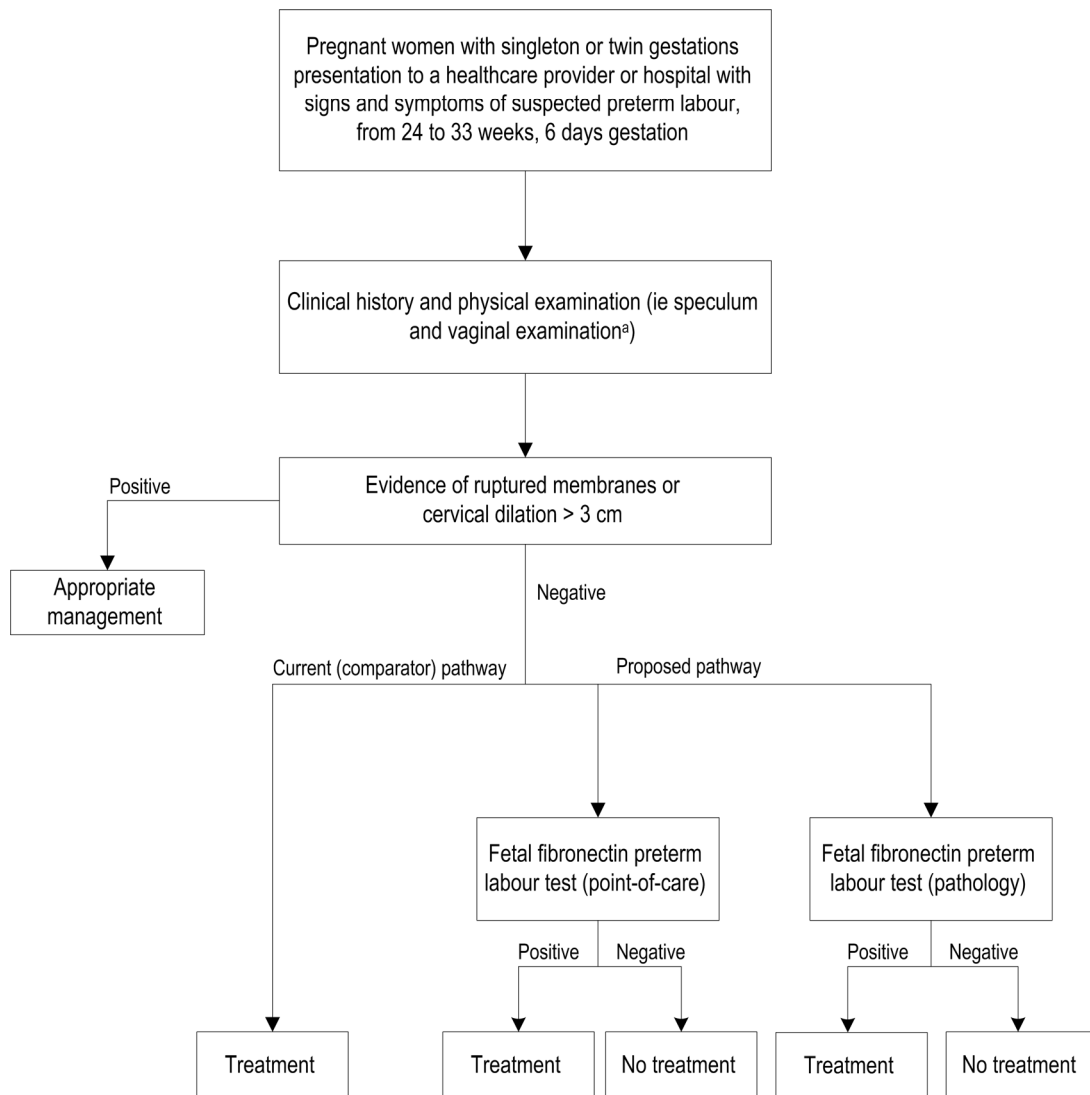 Pregnant women with singleton or twin gestations
presentation to a healthcare provider or hospital with
signs and symptoms of suspected preterm labour,
from 24 to 33 weeks, 6 days gestation
Clinical history and physical examination (ie speculum
and vaginal examinationᵃ)
Evidence of ruptured membranes or
cervical dilation > 3 cm
Positive
Appropriate
management
Negative
Current (comparator) pathway
Proposed pathway
Fetal fibronectin preterm
labour test (point-of-care)
Fetal fibronectin preterm
labour test (pathology)
Positive
Negative
Positive
Negative
Treatment
Treatment
No treatment
Treatment
No treatment